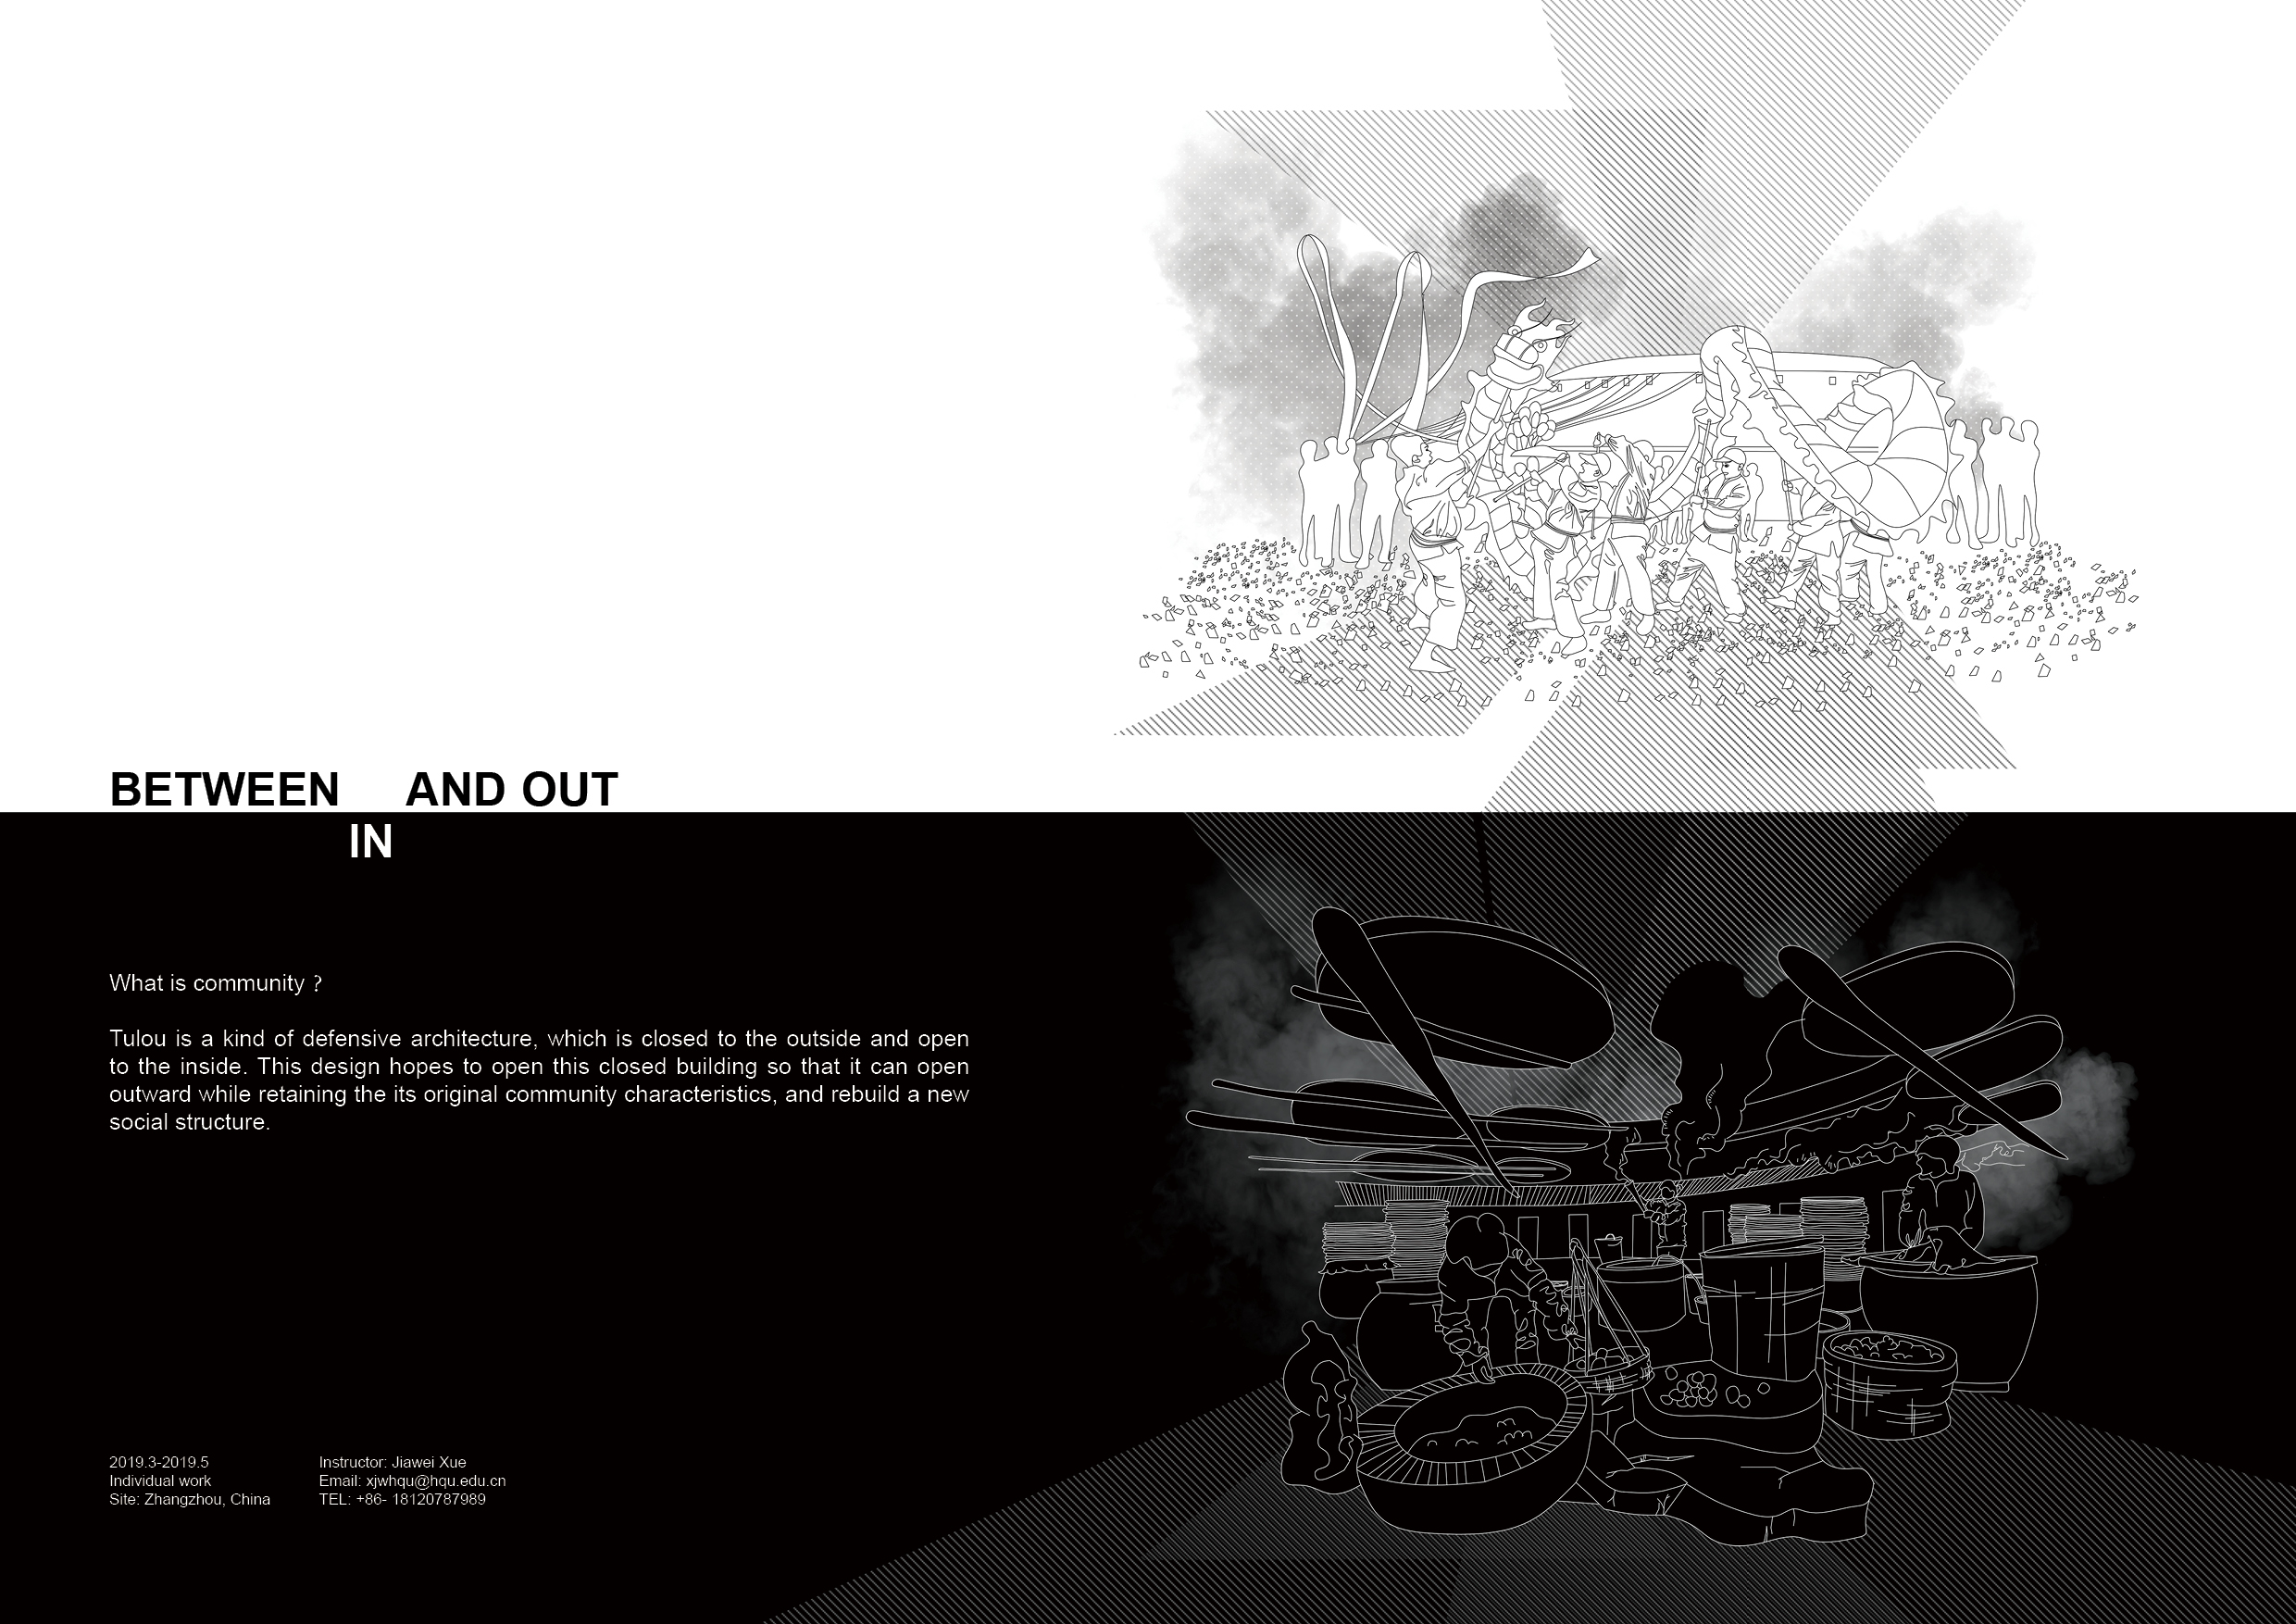 BETWEEN AND OUT
IN
What is community ?
Tulou is a kind of defensive architecture, which is closed to the outside and open
to the inside. This design hopes to open this closed building so that it can open
outward while retaining the its original community characteristics, and rebuild a new
social structure.
2019.3-2019.5
Individual work
Site: Zhangzhou, China
Instructor: Jiawei Xue
Email: xjwhqu@hqu.edu.cn
TEL: +86- 18120787989